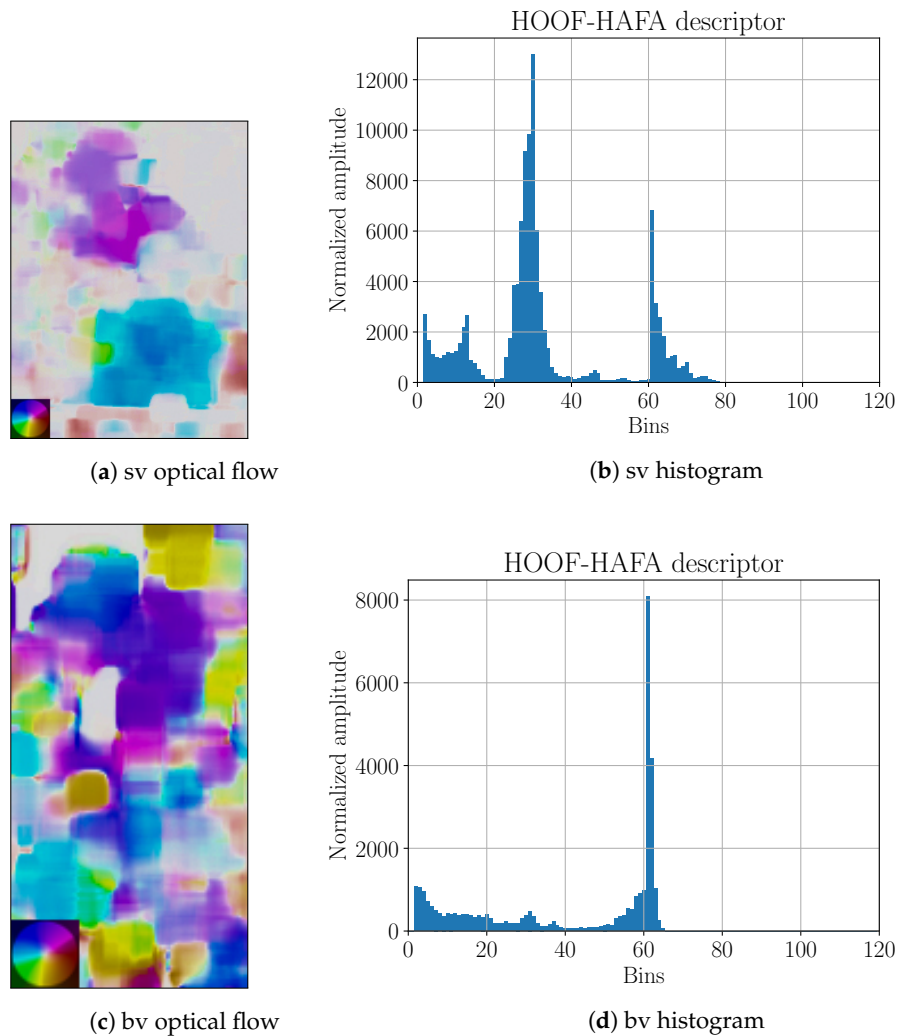 HOOF-HAFA descriptor
Normalized amplitude
12000
10000
8000
6000
4000
2000
0
0 20 40 60 80 100 120
Bins
(a) sv optical flow
(b) sv histogram
HOOF-HAFA descriptor
Normalized amplitude
8000
6000
4000
2000
0
0 20 40 60 80 100 120
Bins
(c) bv optical flow
(d) bv histogram